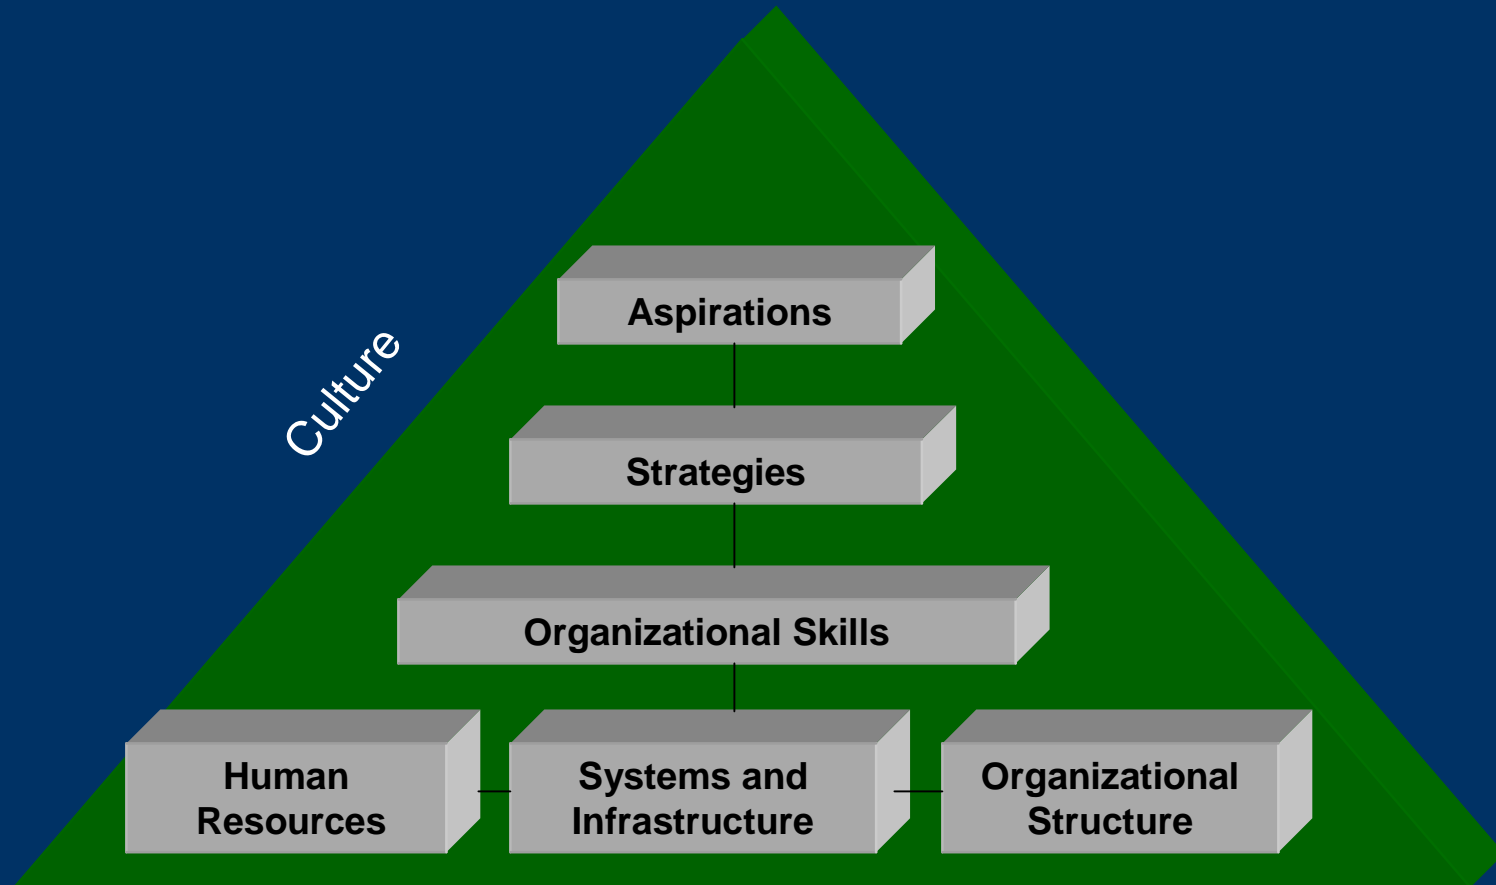 Aspirations
Culture
Strategies
Organizational Skills
Human
Resources
Systems and
Infrastructure
Organizational
Structure